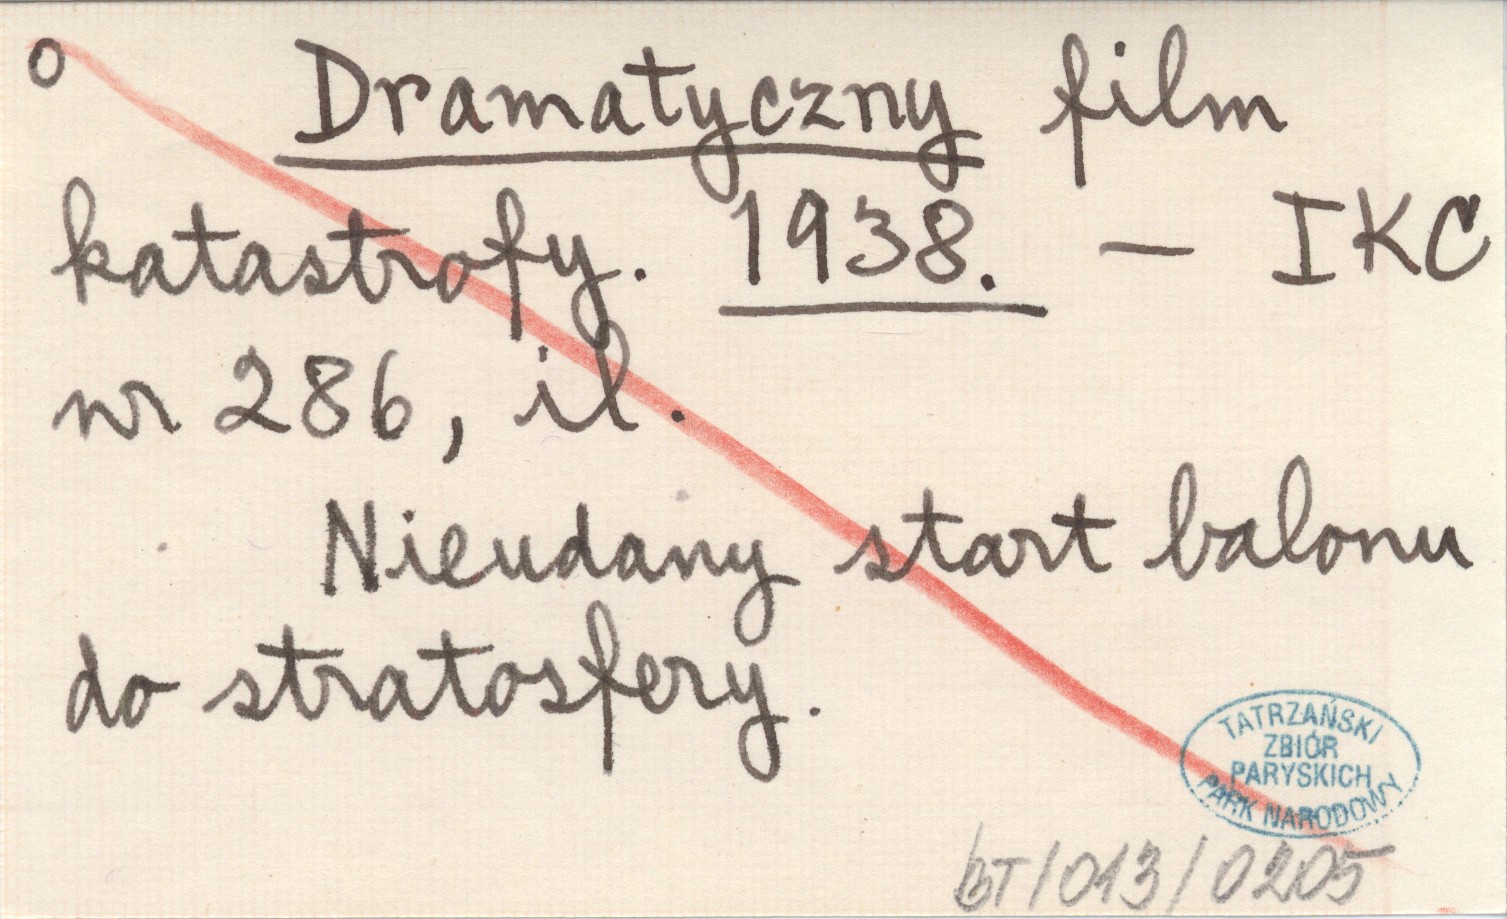 o Dramatyczny film
katastrofy. 1938. — IKC
nr 286, il.
Nieudany start balonu
do stratosfery.
TATRZAŃSKI
ZBIÓR
PARYSKICH
PARK NARODOWY
BT/013/0205